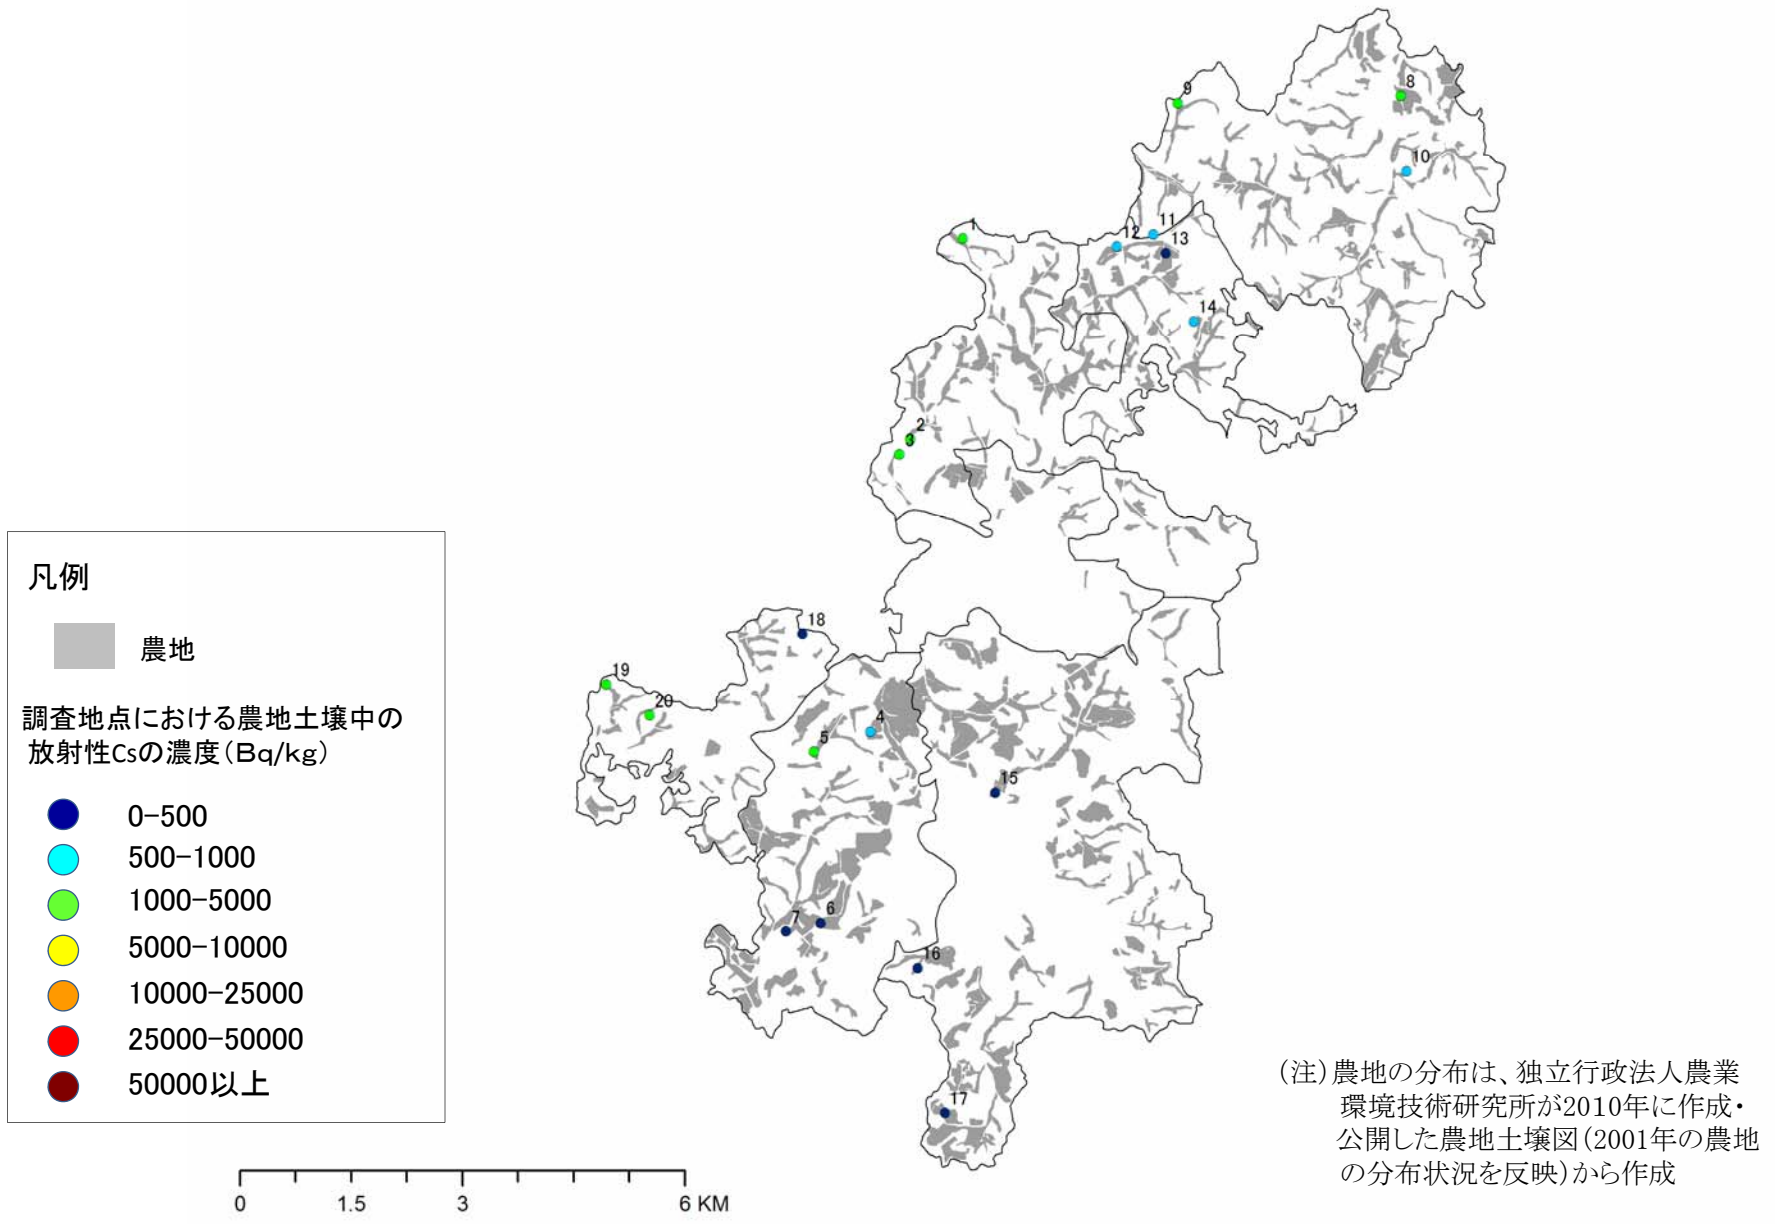 8
9
10
1
11
12
13
14
2
3
凡例
農地
調査地点における農地土壌中の
放射性Csの濃度(Bq/kg)
0-500
500-1000
1000-5000
5000-10000
10000-25000
25000-50000
50000以上
18
19
20
4
5
15
7
6
16
17
0
1.5
3
6 KM
(注)農地の分布は、独立行政法人農業
環境技術研究所が2010年に作成・
公開した農地土壌図(2001年の農地
の分布状況を反映)から作成